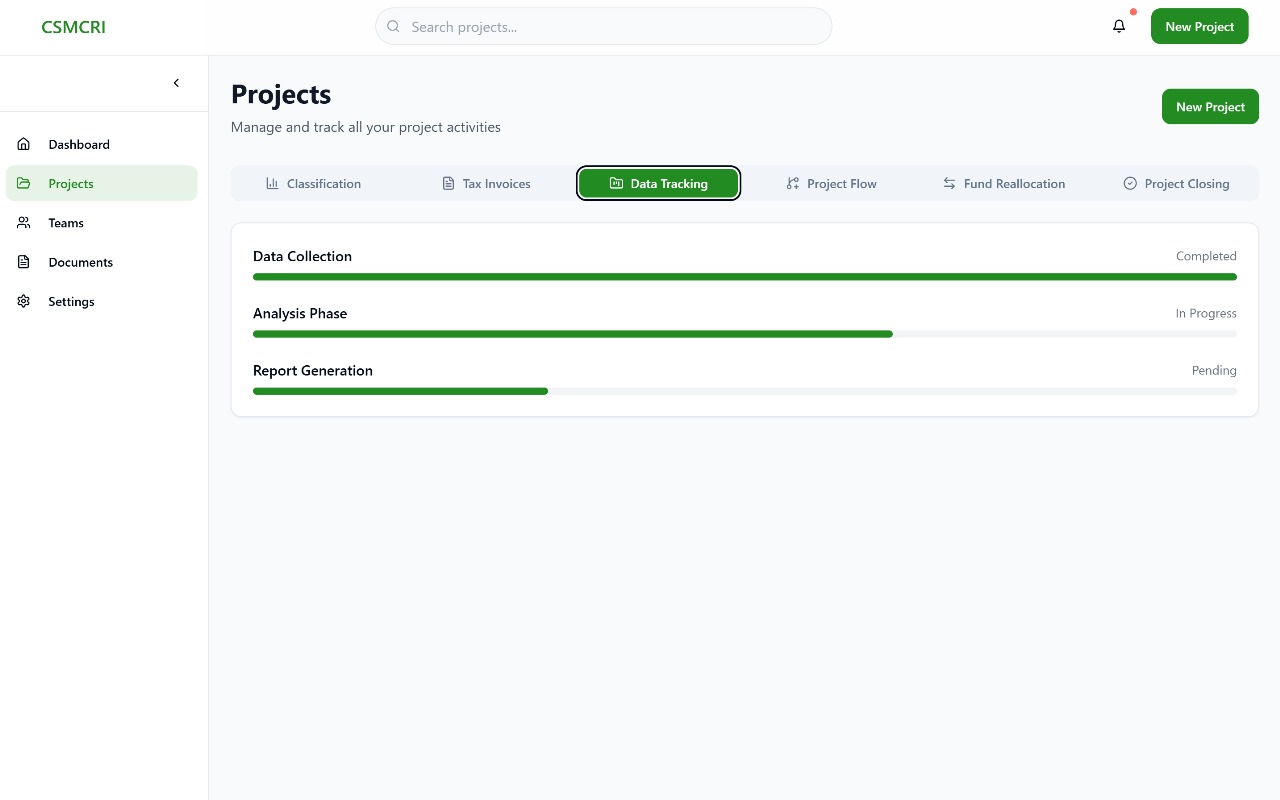 CSMCRI
Search projects...
New Project
Dashboard
Projects
Teams
Documents
Settings
Projects
Manage and track all your project activities
New Project
Classification
Tax Invoices
Data Tracking
Project Flow
Fund Reallocation
Project Closing
Data Collection
Completed
Analysis Phase
In Progress
Report Generation
Pending